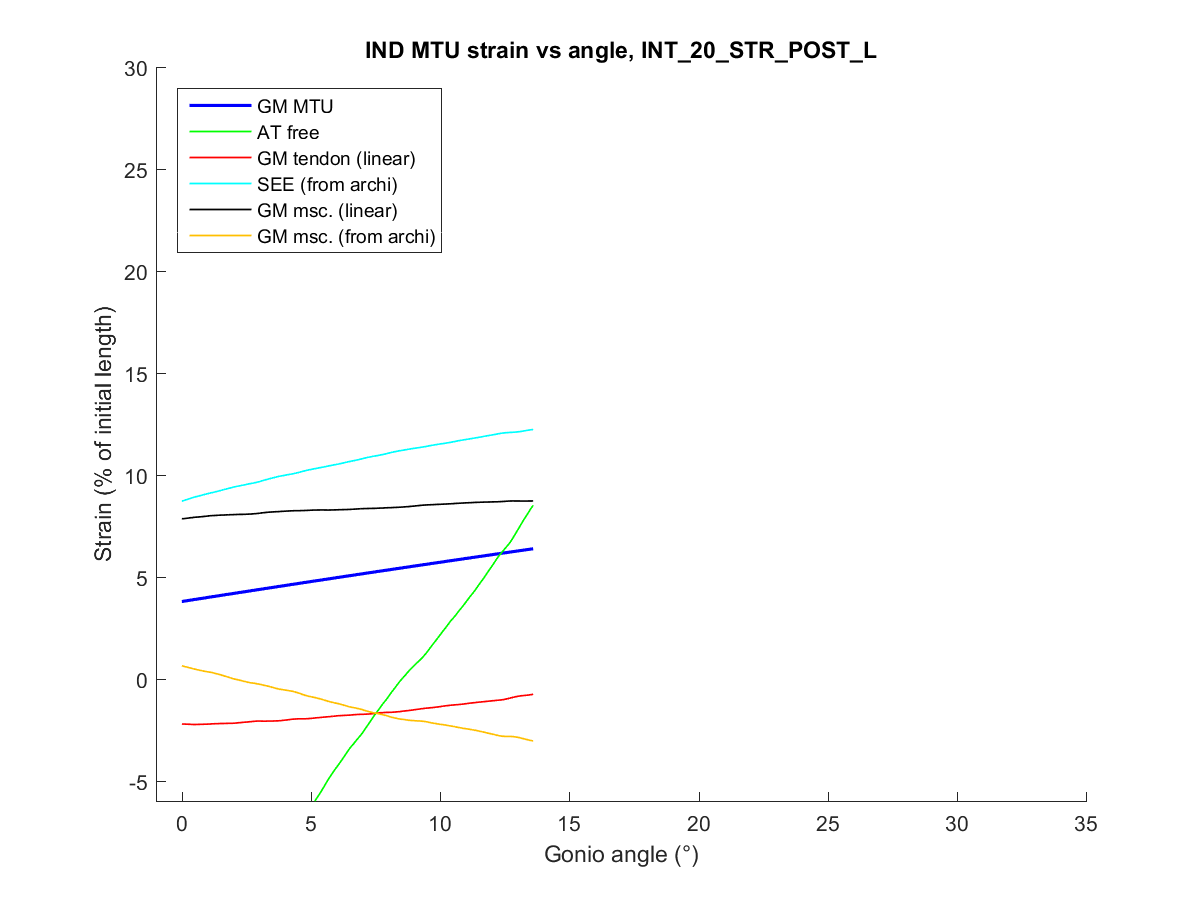 IND MTU strain vs angle, INT_20_STR_POST_L
30
25
20
15
10
5
0
-5
Strain (% of initial length)
GM MTU
AT free
GM tendon (linear)
SEE (from archi)
GM msc. (linear)
GM msc. (from archi)
0 5 10 15 20 25 30 35
Gonio angle (°)